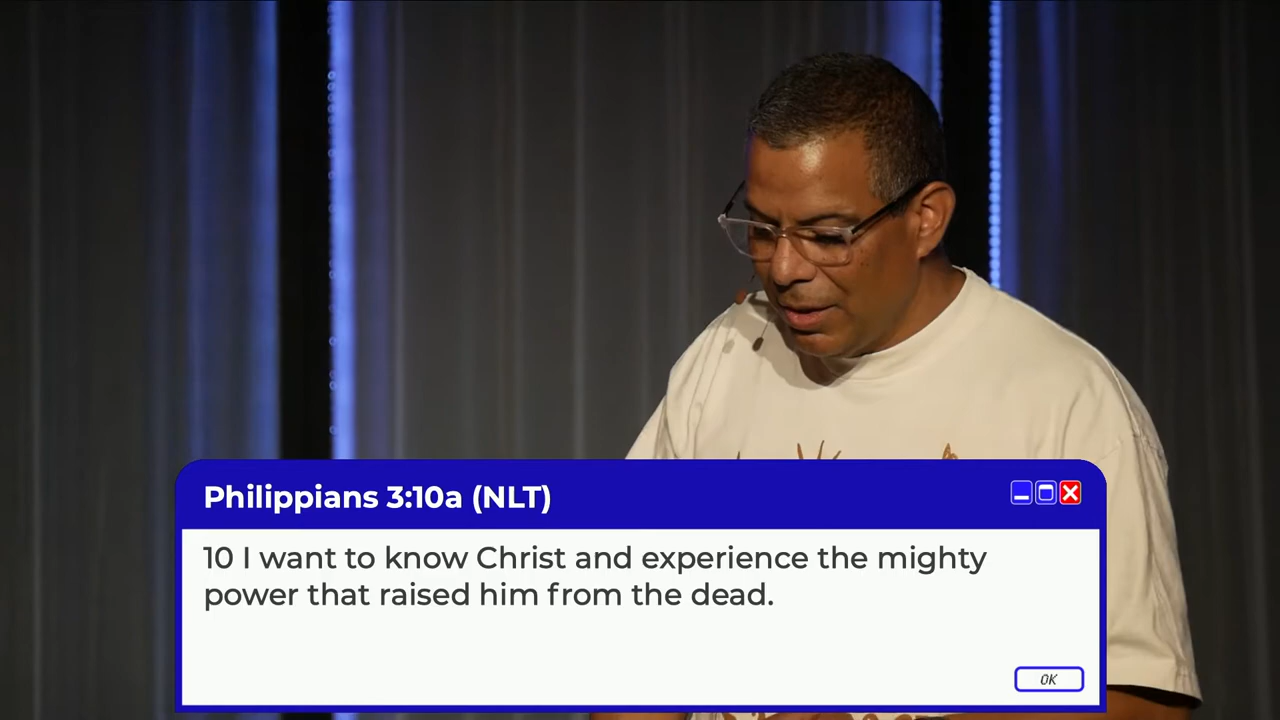 Philippians 3:10a (NLT)
10 I want to know Christ and experience the mighty
power that raised him from the dead.
OK